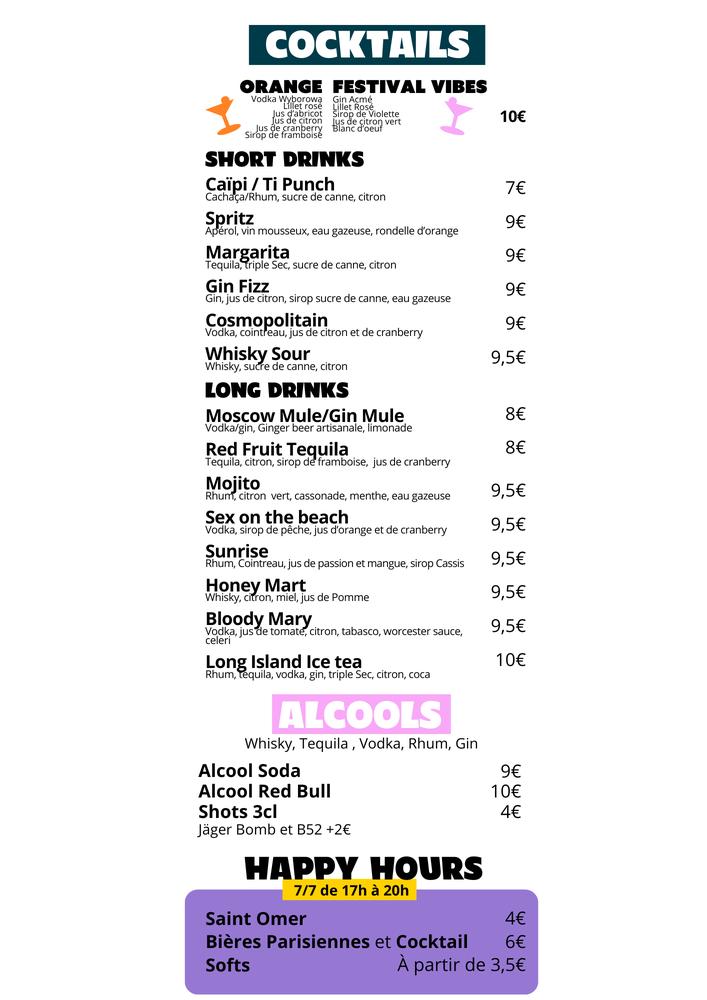 COCKTAILS
ORANGE
Vodka Wyborowa
Lillet rosé
Jus d'abricot
Jus de citron
Jus de cranberry
Sirop de framboise
FESTIVAL VIBES
Gin Acmé
Lillet Rosé
Sirop de Violette
Jus de citron vert
Blanc d'oeuf
10€
SHORT DRINKS
Caïpi / Ti Punch 7€
Cachaça/Rhum, sucre de canne, citron
Spritz 9€
Apérol, vin mousseux, eau gazeuse, rondelle d'orange
Margarita 9€
Tequila, triple Sec, sucre de canne, citron
Gin Fizz 9€
Gin, jus de citron, sirop sucre de canne, eau gazeuse
Cosmopolitain 9€
Vodka, cointreau, jus de citron et de cranberry
Whisky Sour 9,5€
Whisky, sucre de canne, citron
LONG DRINKS
Moscow Mule/Gin Mule 8€
Vodka/gin, Ginger beer artisanale, limonade
Red Fruit Tequila 8€
Tequila, citron, sirop de framboise, jus de cranberry
Mojito 9,5€
Rhum, citron vert, cassonade, menthe, eau gazeuse
Sex on the beach 9,5€
Vodka, sirop de pêche, jus d'orange et de cranberry
Sunrise 9,5€
Rhum, Cointreau, jus de passion et mangue, sirop Cassis
Honey Mart 9,5€
Whisky, citron, miel, jus de Pomme
Bloody Mary 9,5€
Vodka, jus de tomate, citron, tabasco, worcester sauce,
celeri
Long Island Ice tea 10€
Rhum, tequila, vodka, gin, triple Sec, citron, coca
ALCOOLS
Whisky, Tequila , Vodka, Rhum, Gin
Alcool Soda 9€
Alcool Red Bull 10€
Shots 3cl 4€
Jäger Bomb et B52 +2€
HAPPY HOURS
7/7 de 17h à 20h
Saint Omer 4€
Bières Parisiennes et Cocktail 6€
Softs À partir de 3,5€